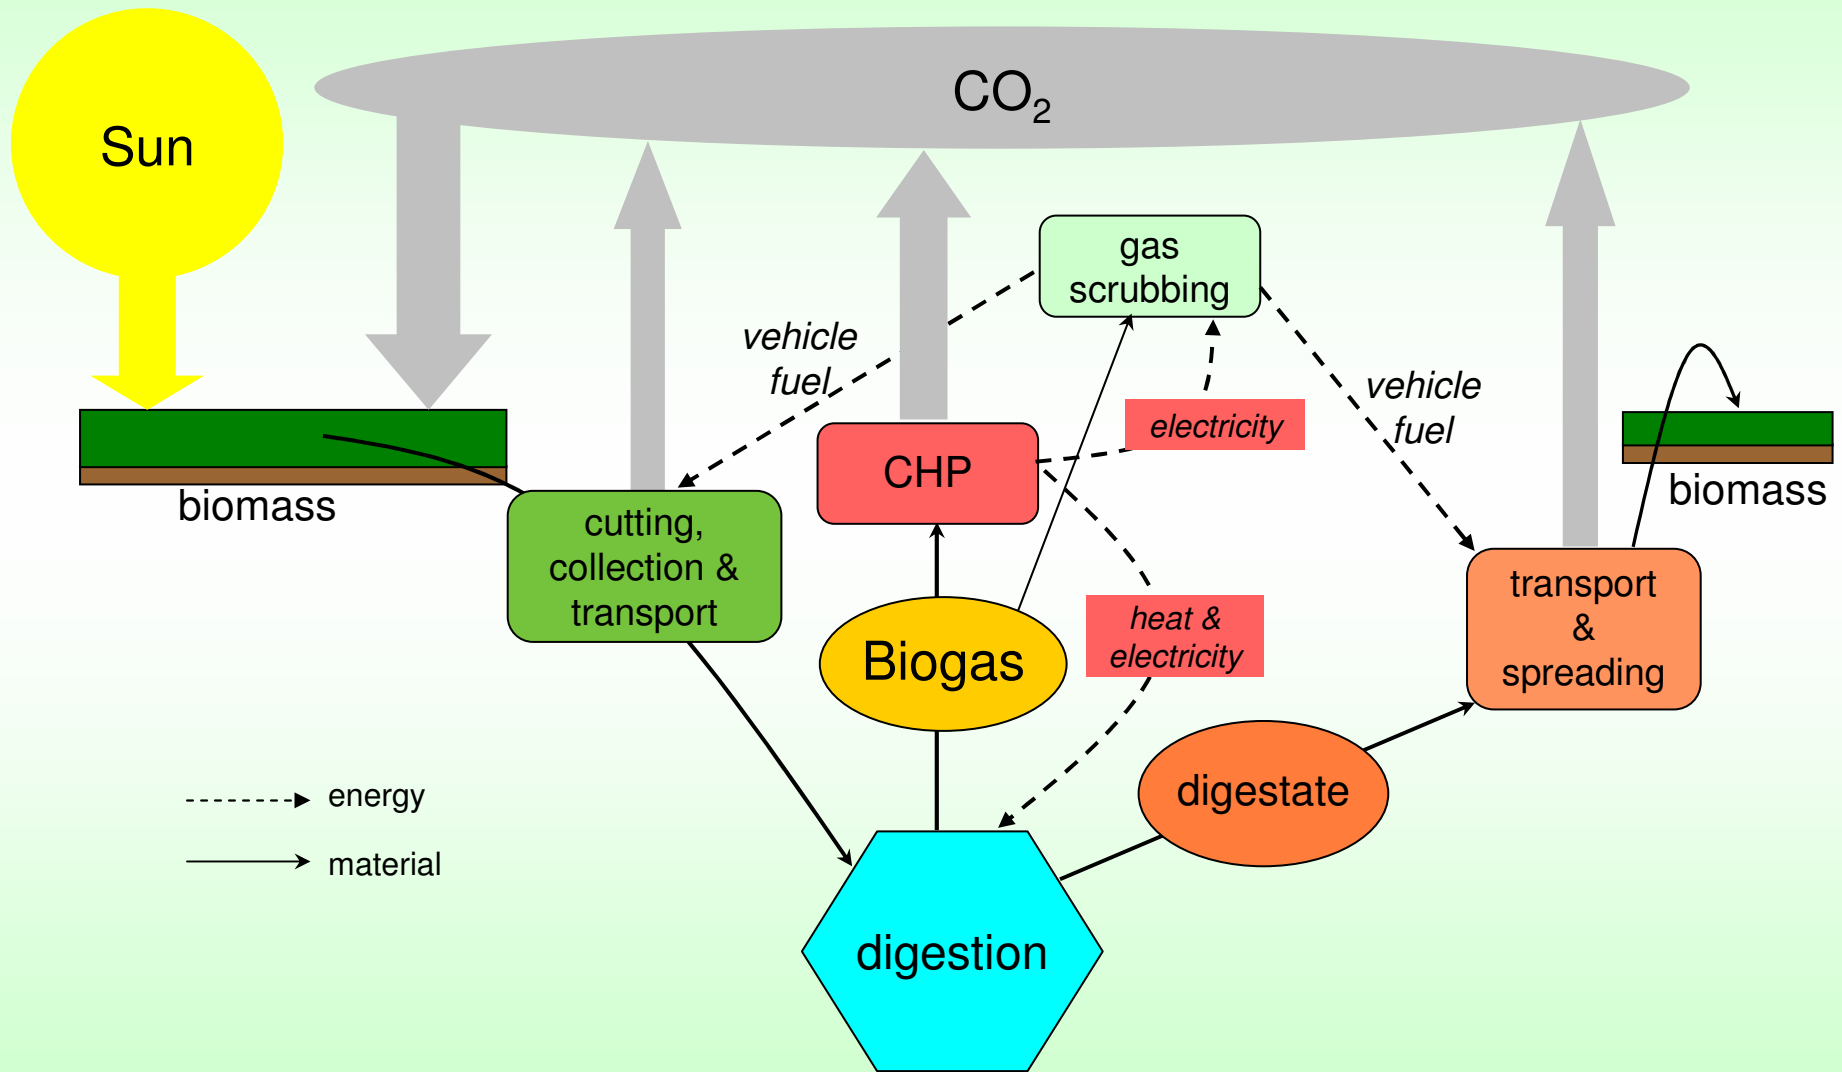 Sun
CO₂
gas
scrubbing
vehicle
fuel
vehicle
fuel
electricity
CHP
biomass
biomass
cutting,
collection &
transport
heat &
electricity
transport
&
spreading
Biogas
digestate
energy
material
digestion